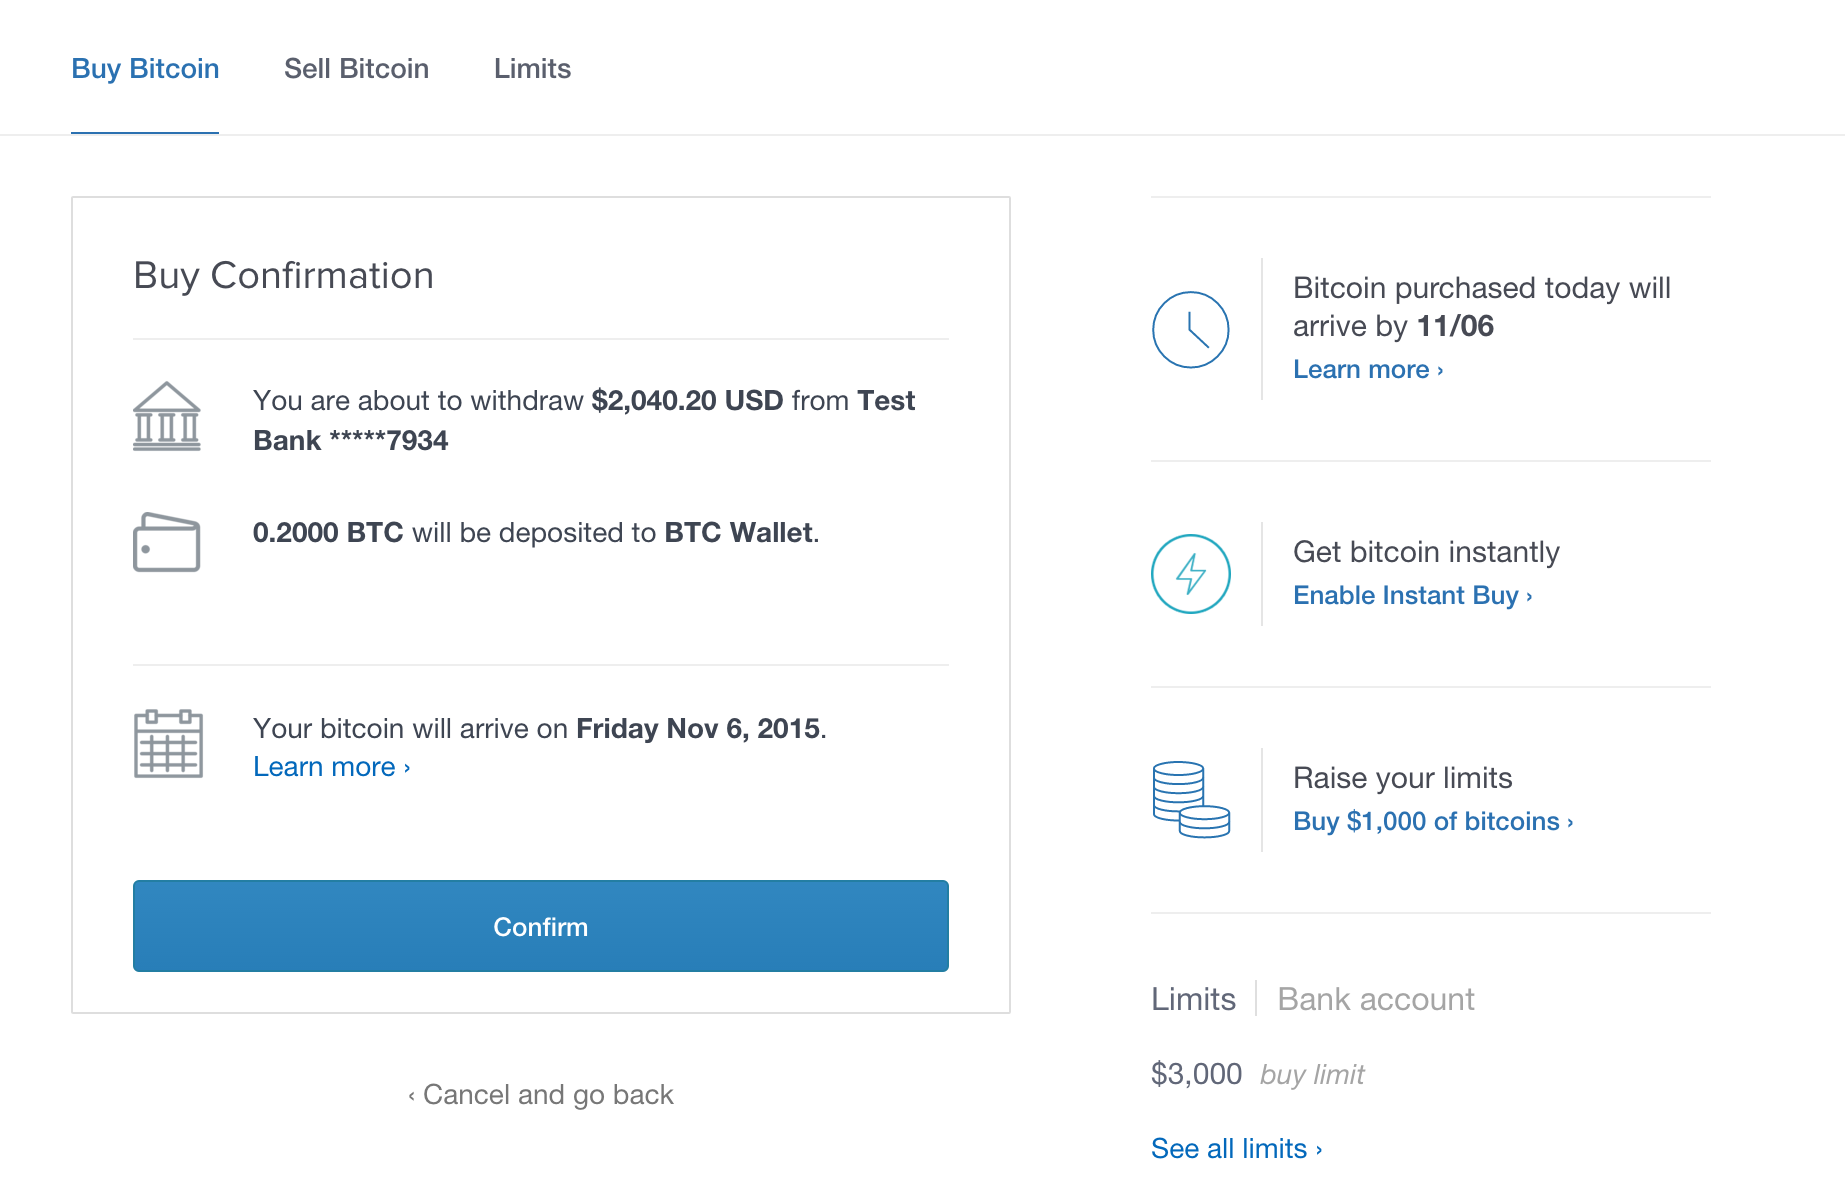 Buy Bitcoin
Sell Bitcoin
Limits
Buy Confirmation
You are about to withdraw $2,040.20 USD from Test
Bank *****7934
0.2000 BTC will be deposited to BTC Wallet.
Your bitcoin will arrive on Friday Nov 6, 2015.
Learn more ›
Confirm
‹ Cancel and go back
Bitcoin purchased today will
arrive by 11/06
Learn more ›
Get bitcoin instantly
Enable Instant Buy ›
Raise your limits
Buy $1,000 of bitcoins ›
Limits
Bank account
$3,000 buy limit
See all limits ›